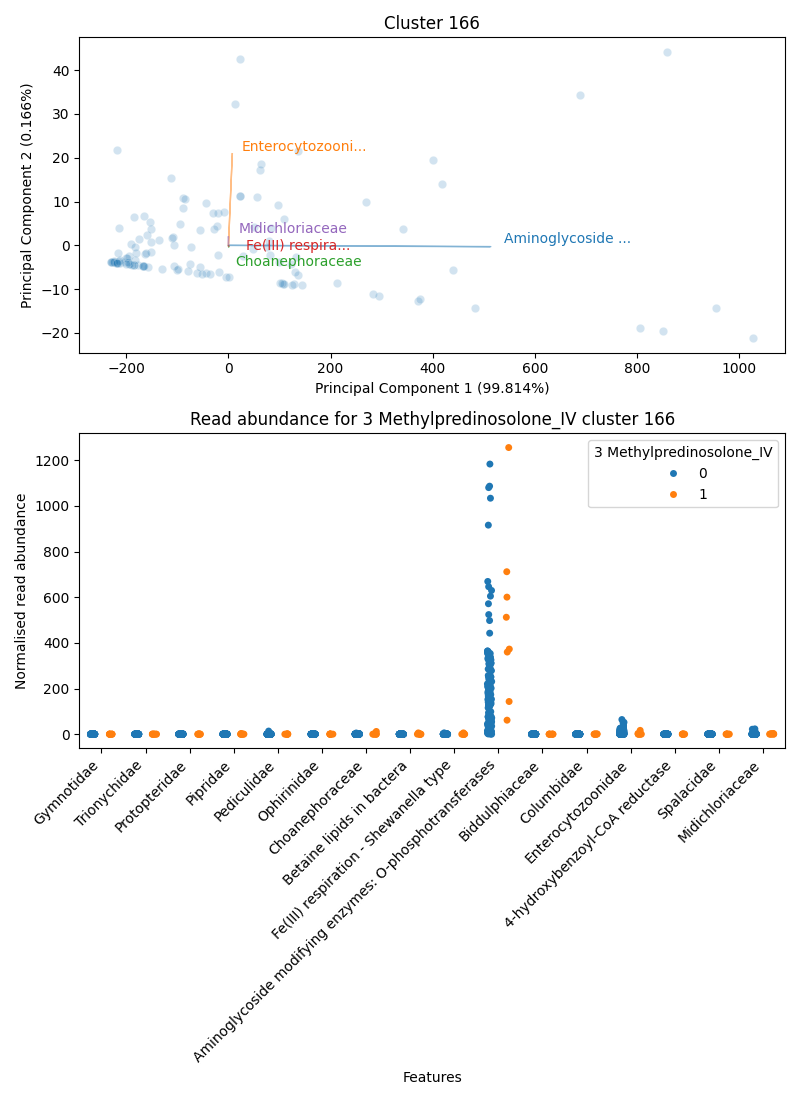 Cluster 166
Principal Component 2 (0.166%)
40
30
20
10
0
−10
−20
Enterocytozooni...
Midichloriaceae
Aminoglycoside ...
Fe(III) respira...
Choanephoraceae
−200
0
200
400
600
800
1000
Principal Component 1 (99.814%)
Read abundance for 3 Methylpredinosolone_IV cluster 166
Normalised read abundance
1200
1000
800
600
400
200
0
3 Methylpredinosolone_IV
0
1
Gymnotidae
Trionychidae
Protopteridae
Pipridae
Pediculidae
Ophirinidae
Choanephoraceae
Betaine lipids in bactera
Fe(III) respiration - Shewanella type
Aminoglycoside modifying enzymes: O-phosphotransferases
Biddulphiaceae
Columbidae
Enterocytozoonidae
4-hydroxybenzoyl-CoA reductase
Spalacidae
Midichloriaceae
Features